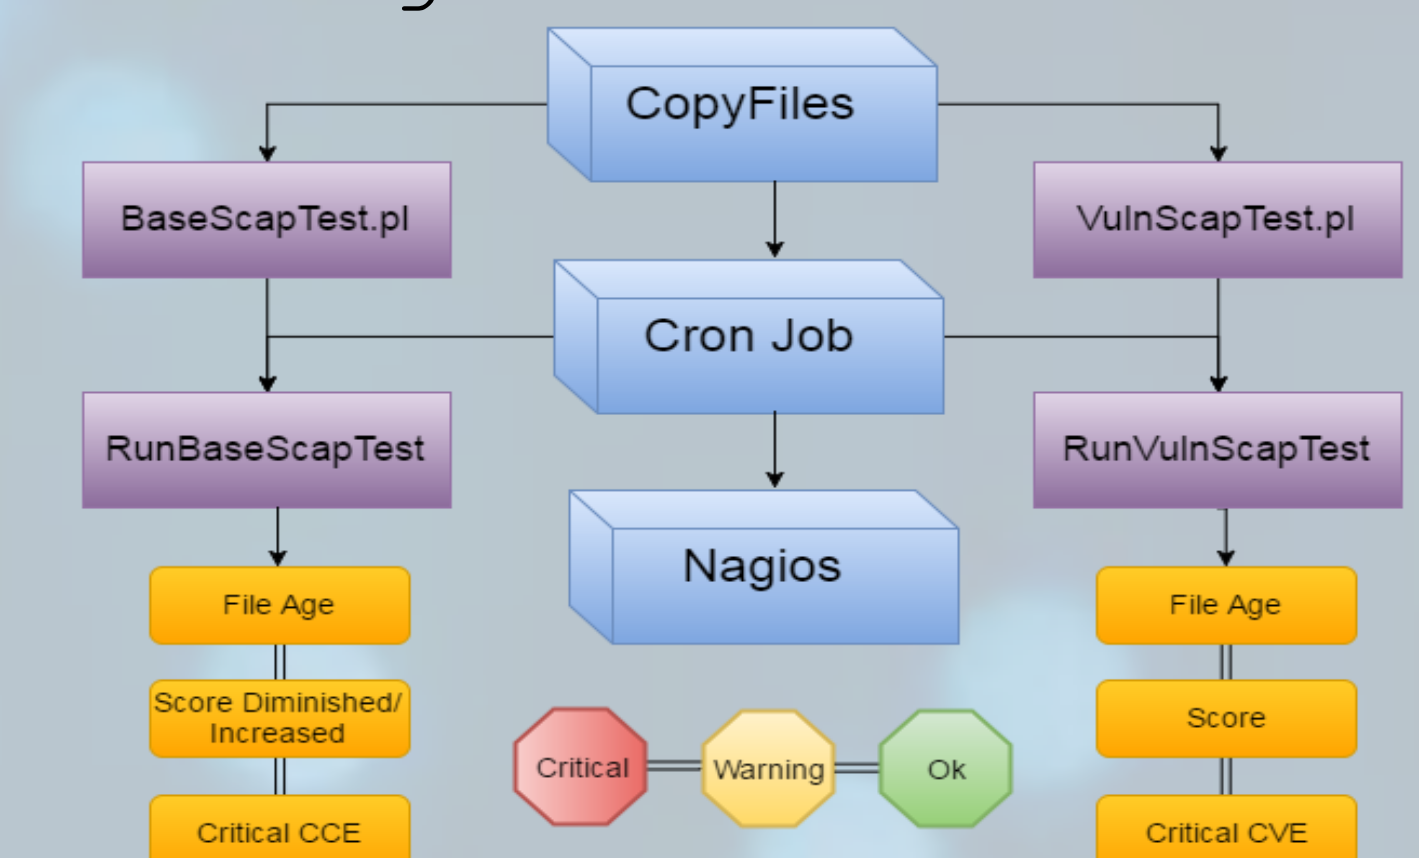 CopyFiles
BaseScapTest.pl
VulnScapTest.pl
Cron Job
RunBaseScapTest
RunVulnScapTest
Nagios
File Age
File Age
Score Diminished/
Increased
Score
Critical
Warning
Ok
Critical CCE
Critical CVE